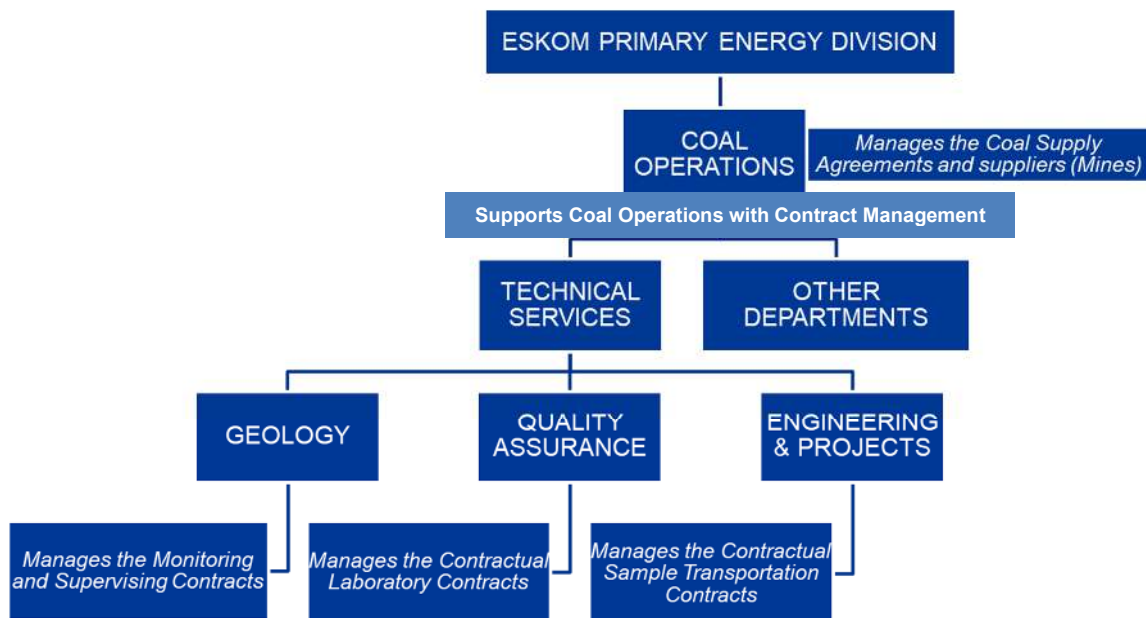 ESKOM PRIMARY ENERGY DIVISION
COAL
OPERATIONS
Manages the Coal Supply
Agreements and suppliers (Mines)
Supports Coal Operations with Contract Management
TECHNICAL
SERVICES
OTHER
DEPARTMENTS
GEOLOGY
QUALITY
ASSURANCE
ENGINEERING
& PROJECTS
Manages the Monitoring
and Supervising Contracts
Manages the Contractual
Laboratory Contracts
Manages the Contractual
Sample Transportation
Contracts